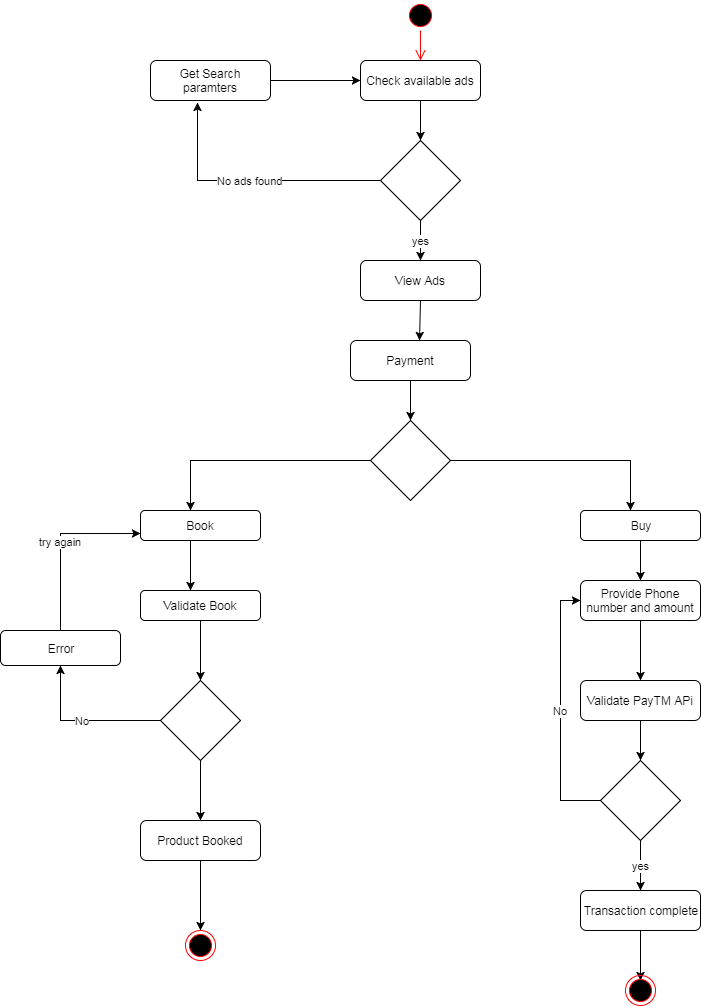 Get Search
paramters
Check available ads
No ads found
yes
View Ads
Payment
Book
Buy
try again
Validate Book
Provide Phone
number and amount
Error
Validate PayTM APi
No
No
Product Booked
yes
Transaction complete